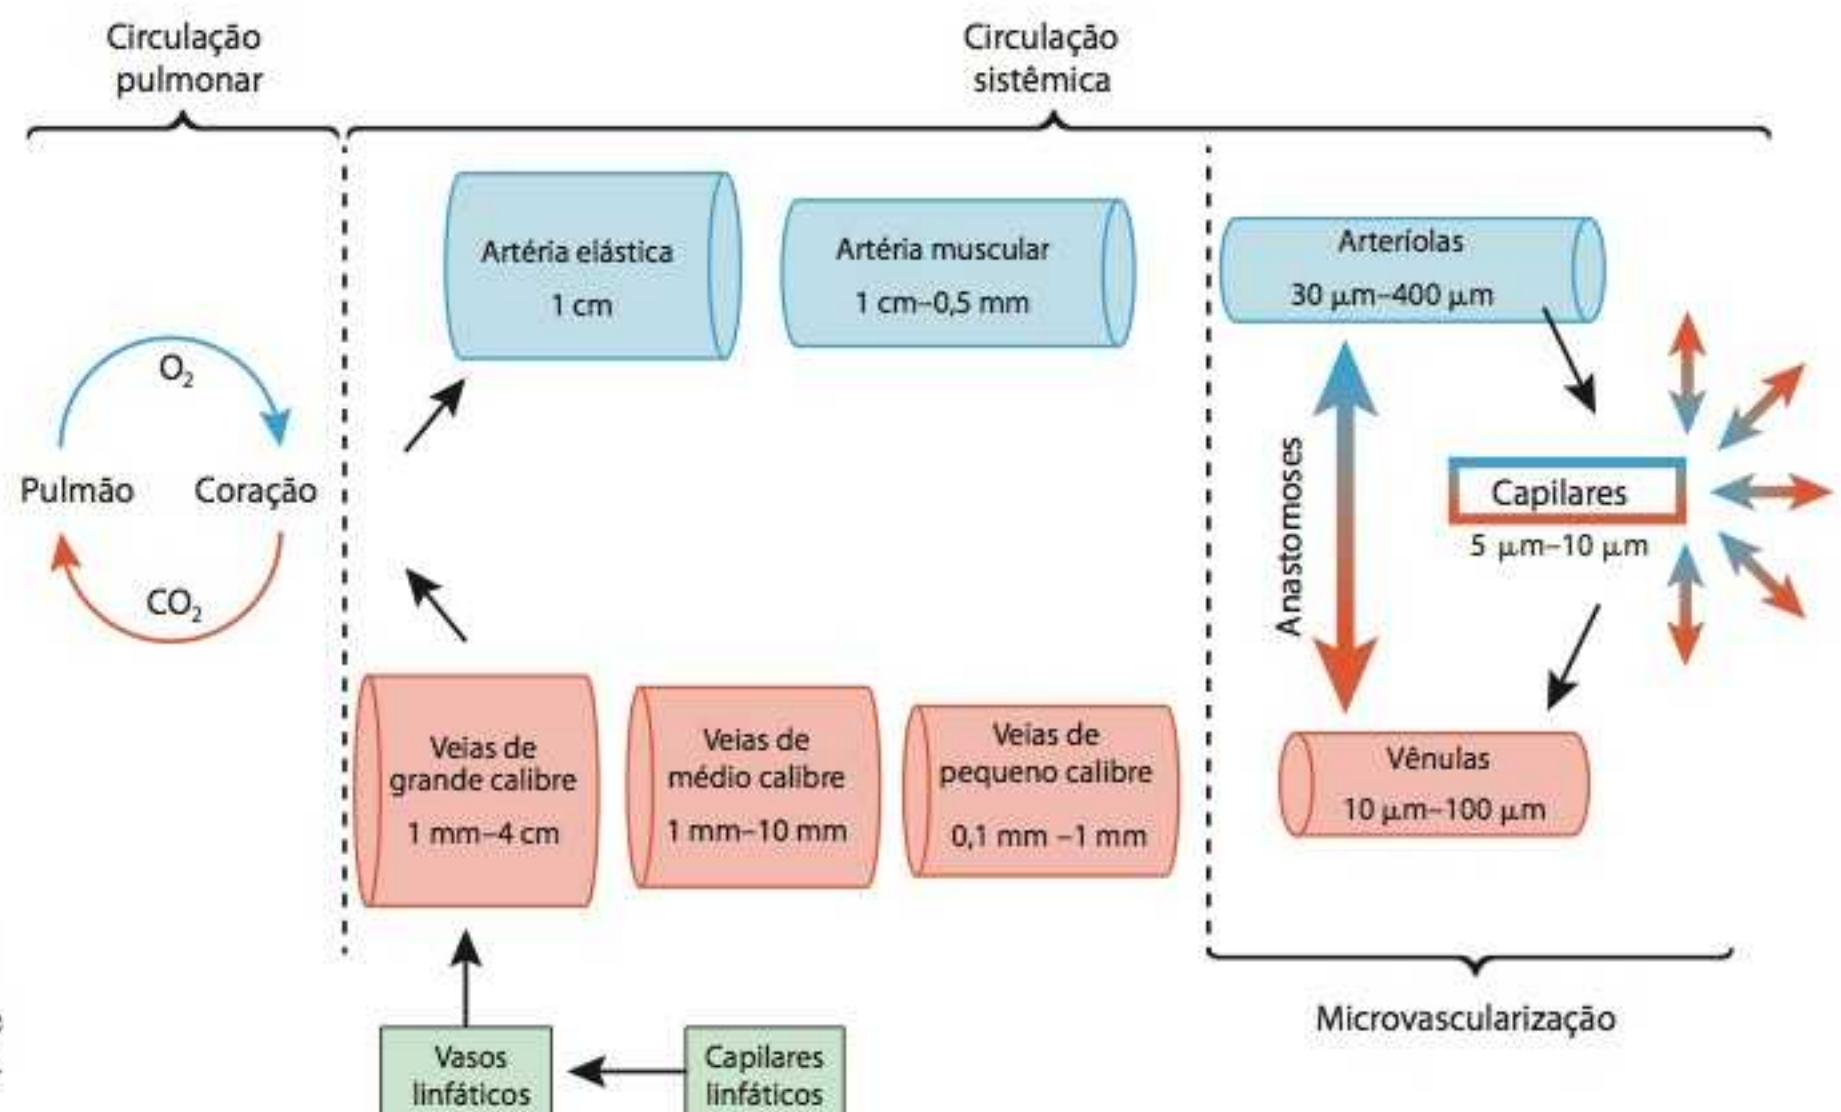 Circulação
pulmonar
Circulação
sistêmica
Artéria elástica
1 cm
Artéria muscular
1 cm–0,5 mm
Arteríolas
30 µm–400 µm
O₂
Pulmão
Coração
CO₂
Anastomoses
Capilares
5 µm–10 µm
Veias de
grande calibre
1 mm–4 cm
Veias de
médio calibre
1 mm–10 mm
Veias de
pequeno calibre
0,1 mm –1 mm
Vênulas
10 µm–100 µm
Microvascularização
Vasos
linfáticos
Capilares
linfáticos